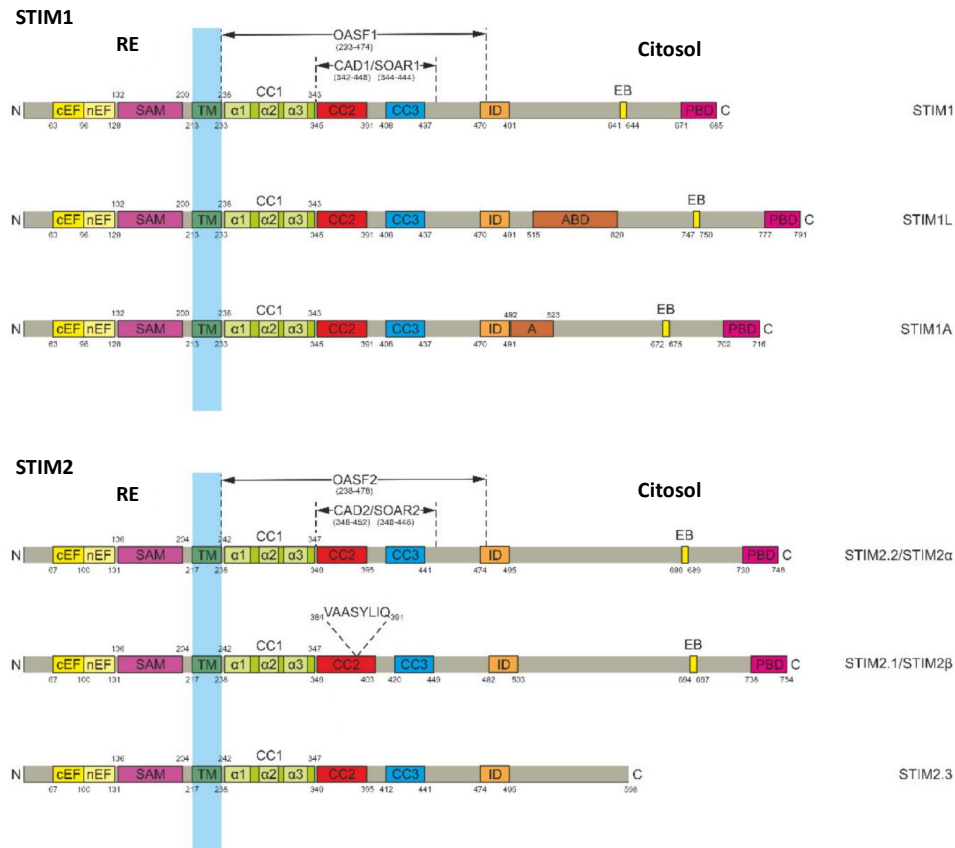 STIM1
RE
OASF1
(233-474)
Citosol
CAD1/SOAR1
(342-448) (344-444)
132 200 238 CC1 343 EB
N cEF nEF SAM TM α1 α2 α3 CC2 CC3 ID PBD C STIM1
63 96 128 213 233 345 391 408 437 470 491 641 644 671 685
132 200 238 CC1 343 EB
N cEF nEF SAM TM α1 α2 α3 CC2 CC3 ID ABD PBD C STIM1L
63 96 128 213 233 345 391 408 437 470 491 515 620 747 750 777 791
132 200 238 CC1 343 492 523 EB
N cEF nEF SAM TM α1 α2 α3 CC2 CC3 ID A PBD C STIM1A
63 96 128 213 233 345 391 408 437 470 491 672 675 702 716
STIM2
RE
OASF2
(238-478)
Citosol
CAD2/SOAR2
(346-452) (348-448)
136 204 242 CC1 347 EB
N cEF nEF SAM TM α1 α2 α3 CC2 CC3 ID PBD C STIM2.2/STIM2α
67 100 131 217 238 349 395 441 474 495 686 689 730 746
384 VAASYLIQ 391
136 204 242 CC1 347 EB
N cEF nEF SAM TM α1 α2 α3 CC2 CC3 ID PBD C STIM2.1/STIM2β
67 100 131 217 238 349 403 420 449 482 503 694 697 738 754
136 204 242 CC1 347
N cEF nEF SAM TM α1 α2 α3 CC2 CC3 ID C STIM2.3
67 100 131 217 238 349 395 412 441 474 495 598